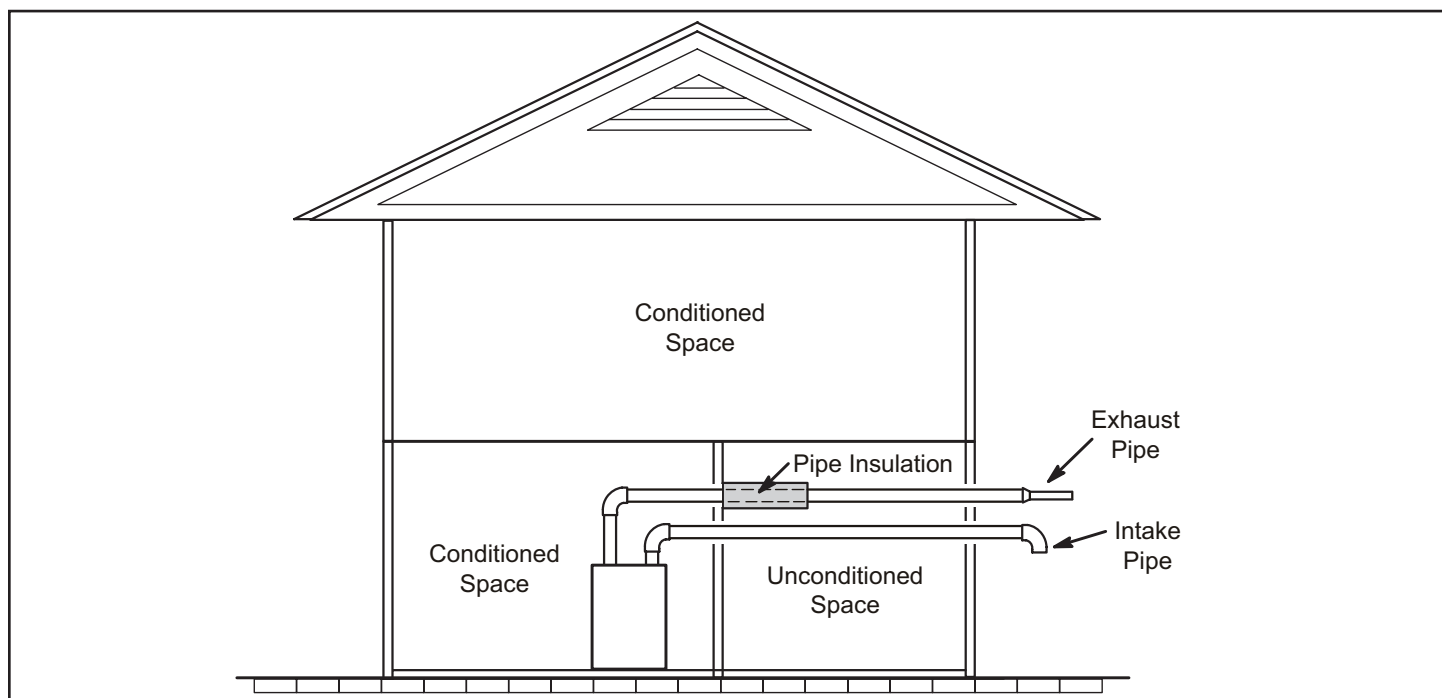 Conditioned
Space
Exhaust
Pipe
Pipe Insulation
Intake
Pipe
Conditioned
Space
Unconditioned
Space